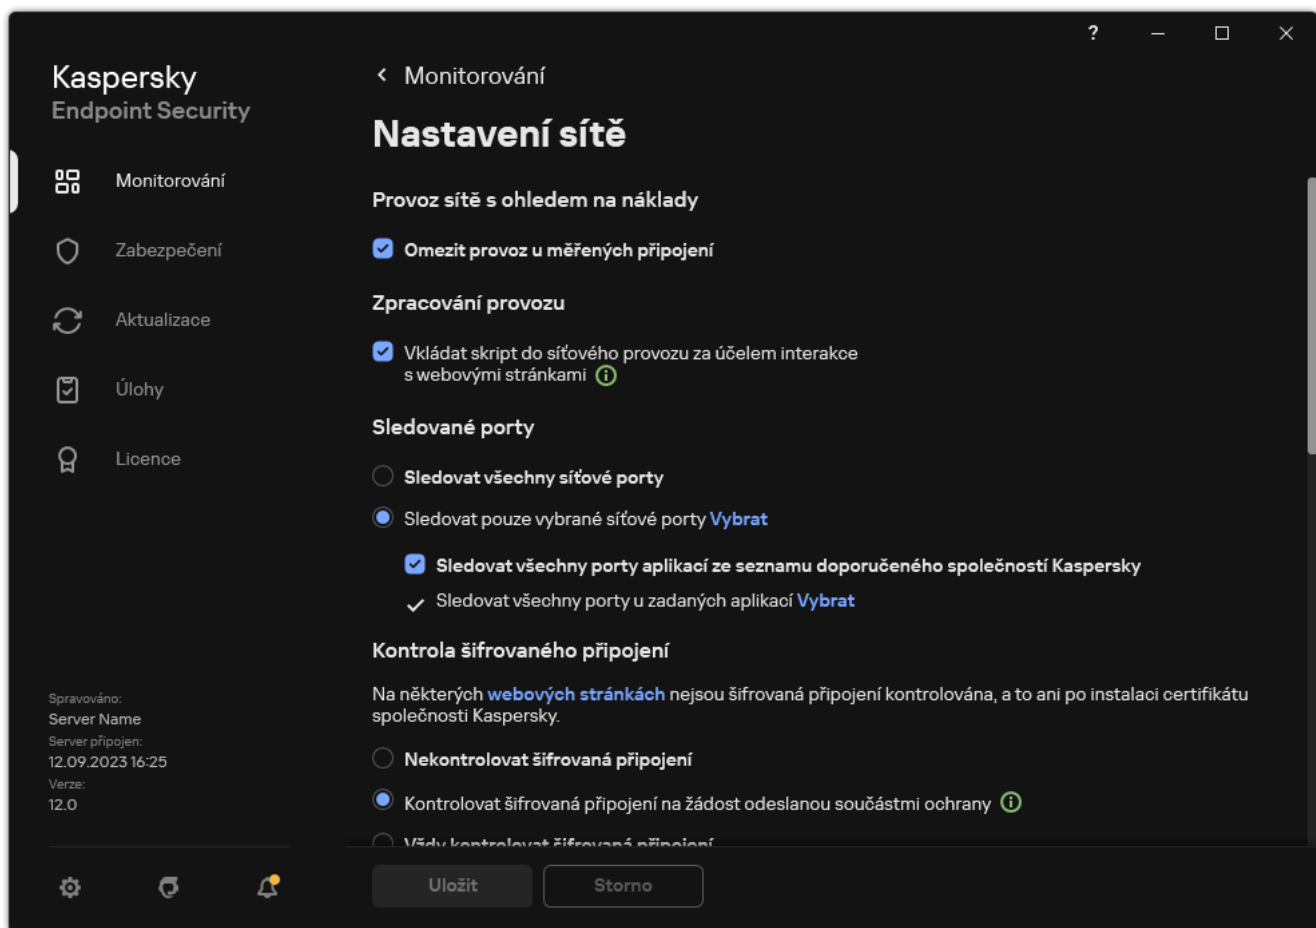 ?
Kaspersky
Endpoint Security
Monitorování
Zabezpečení
Aktualizace
Úlohy
Licence
Spravováno:
Server Name
Server připojen:
12.09.2023 16:25
Verze:
12.0
Monitorování
Nastavení sítě
Provoz sítě s ohledem na náklady
Omezit provoz u měřených připojení
Zpracování provozu
Vkládat skript do síťového provozu za účelem interakce
s webovými stránkami
Sledované porty
Sledovat všechny síťové porty
Sledovat pouze vybrané síťové porty Vybrat
Sledovat všechny porty aplikací ze seznamu doporučeného společností Kaspersky
Sledovat všechny porty u zadaných aplikací Vybrat
Kontrola šifrovaného připojení
Na některých webových stránkách nejsou šifrovaná připojení kontrolována, a to ani po instalaci certifikátu
společnosti Kaspersky.
Nekontrolovat šifrovaná připojení
Kontrolovat šifrovaná připojení na žádost odeslanou součástmi ochrany
Vždy kontrolovat šifrovaná připojení
Uložit
Storno